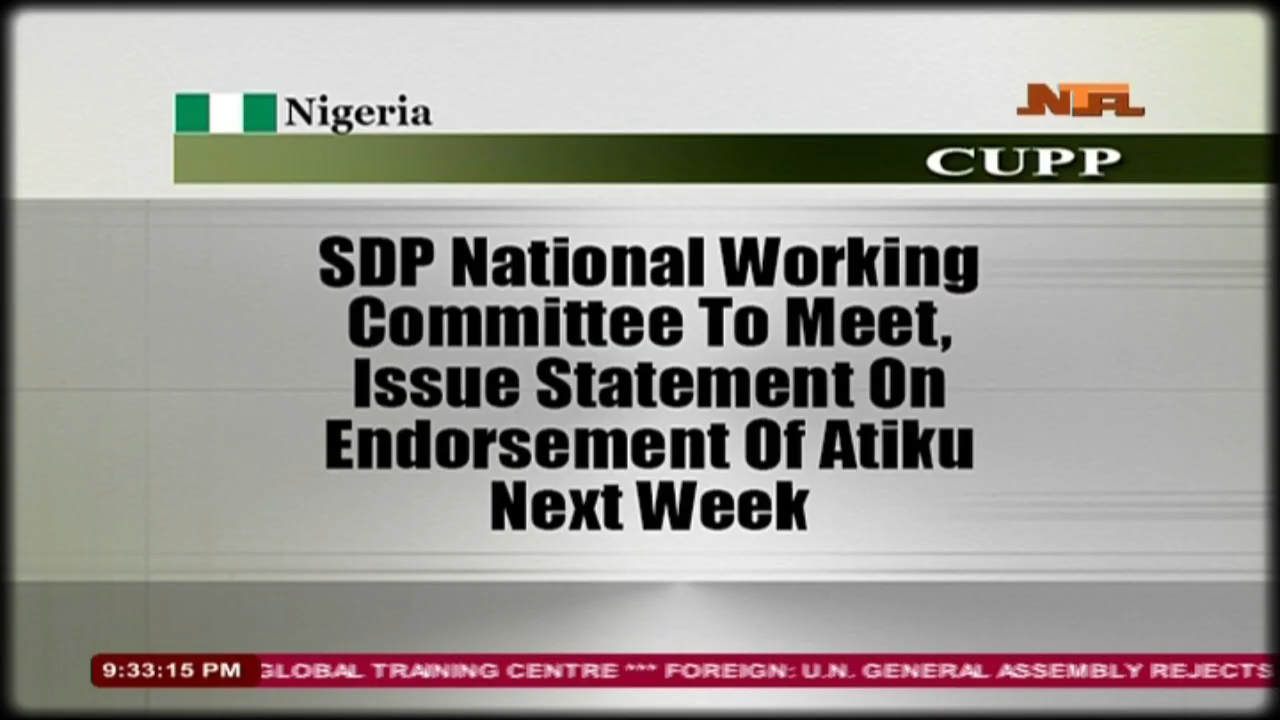 Nigeria
NTA
CUPP
SDP National Working
Committee To Meet,
Issue Statement On
Endorsement Of Atiku
Next Week
9:33:15 PM GLOBAL TRAINING CENTRE *** FOREIGN: U.N. GENERAL ASSEMBLY REJECTS